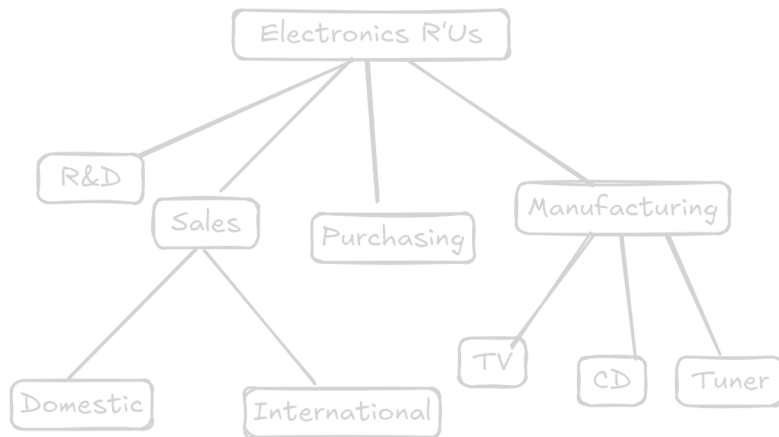 Electronics R'Us
R&D
Sales
Purchasing
Manufacturing
TV
CD
Tuner
Domestic
International